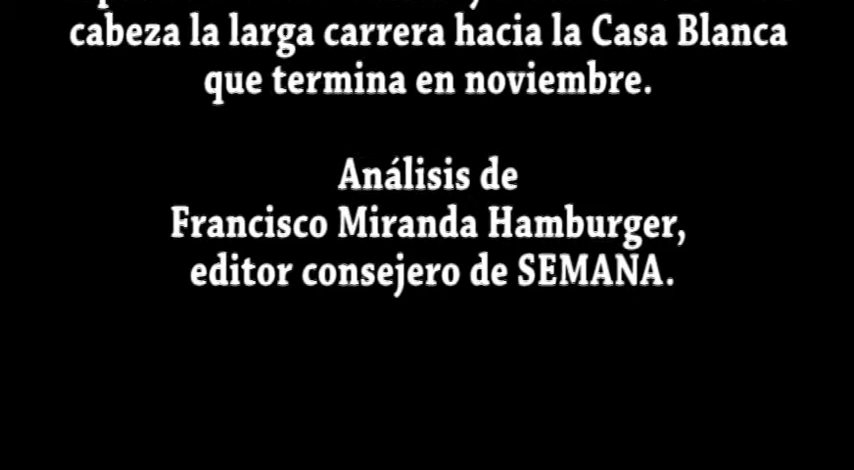 cabeza la larga carrera hacia la Casa Blanca
que termina en noviembre.
Análisis de
Francisco Miranda Hamburger,
editor consejero de SEMANA.